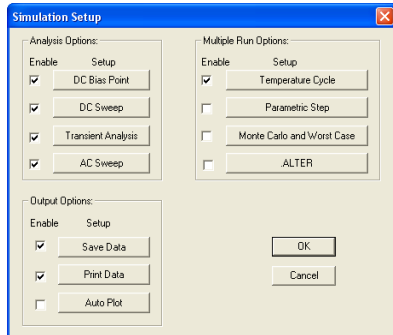 Simulation Setup
Analysis Options:
Enable Setup
DC Bias Point
DC Sweep
Transient Analysis
AC Sweep
Multiple Run Options:
Enable Setup
Temperature Cycle
Parametric Step
Monte Carlo and Worst Case
.ALTER
Output Options:
Enable Setup
Save Data
Print Data
Auto Plot
OK
Cancel